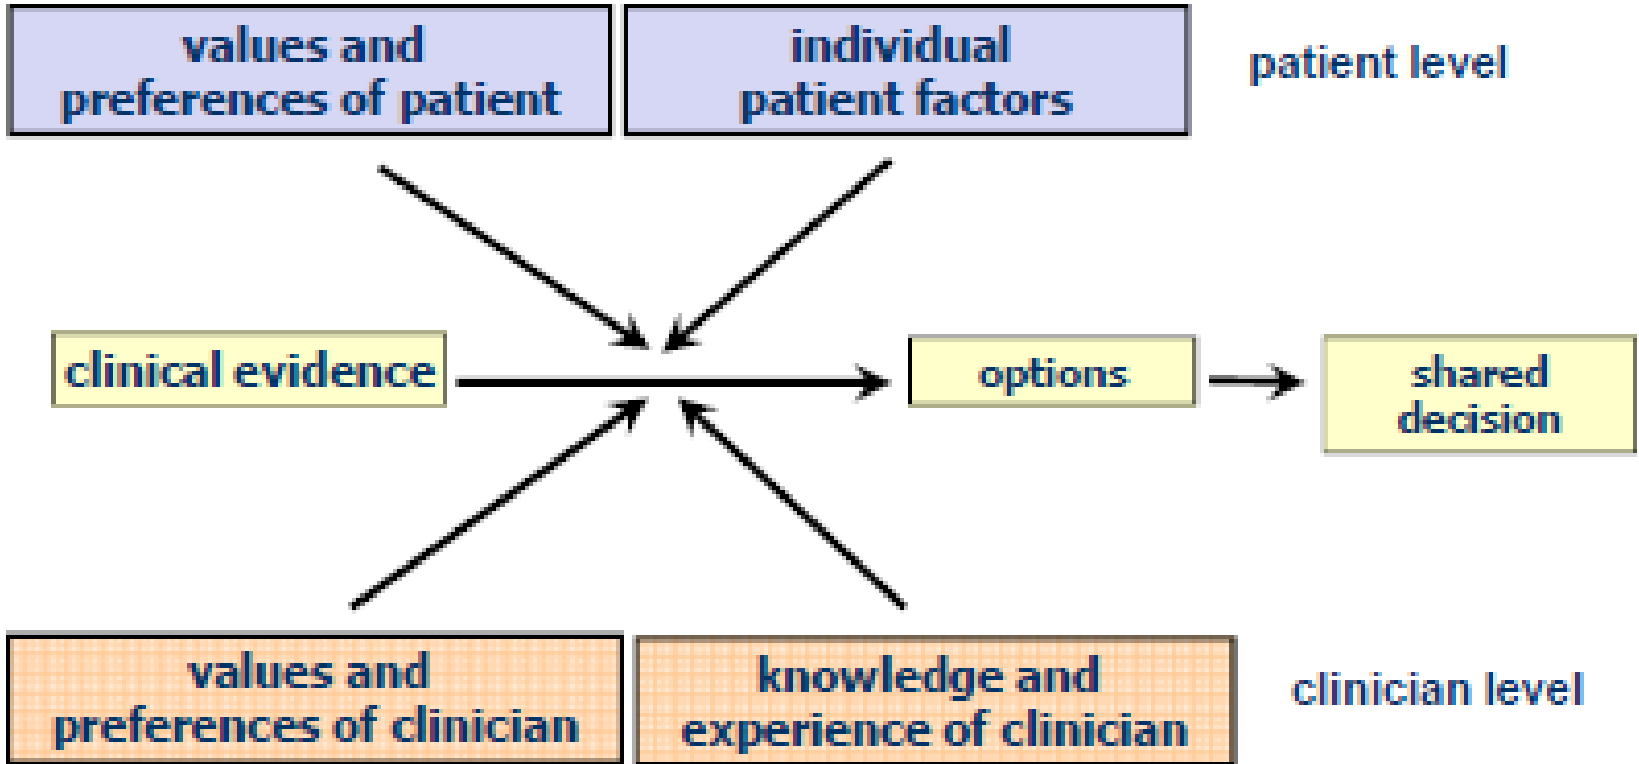 values and
preferences of patient
individual
patient factors
patient level
clinical evidence
options
shared
decision
values and
preferences of clinician
knowledge and
experience of clinician
clinician level